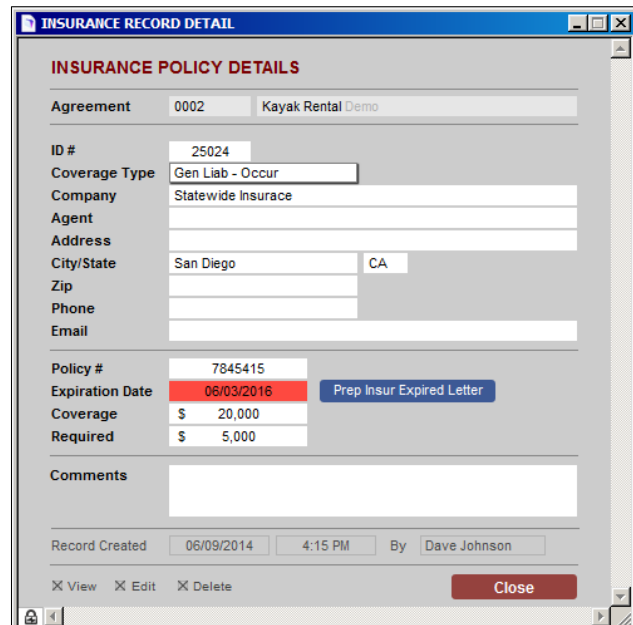 INSURANCE RECORD DETAIL
INSURANCE POLICY DETAILS
Agreement 0002 Kayak Rental Demo
ID # 25024
Coverage Type Gen Liab - Occur
Company Statewide Insurace
Agent
Address
City/State San Diego CA
Zip
Phone
Email
Policy # 7845415
Expiration Date 06/03/2016 Prep Insur Expired Letter
Coverage $ 20,000
Required $ 5,000
Comments
Record Created 06/09/2014 4:15 PM By Dave Johnson
View Edit Delete Close